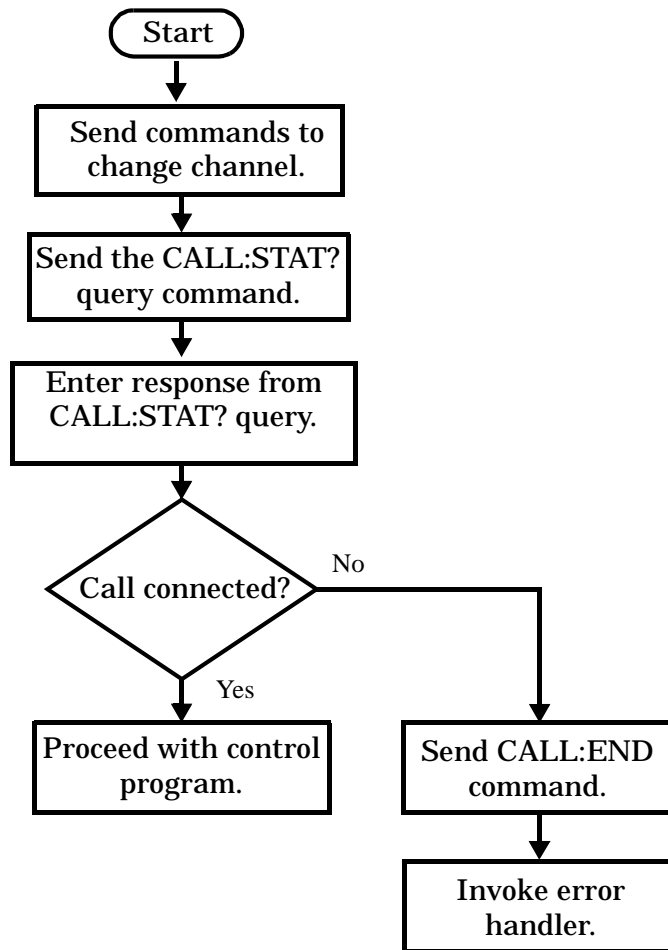 Start
Send commands to
change channel.
Send the CALL:STAT?
query command.
Enter response from
CALL:STAT? query.
Call connected?
No
Yes
Proceed with control
program.
Send CALL:END
command.
Invoke error
handler.